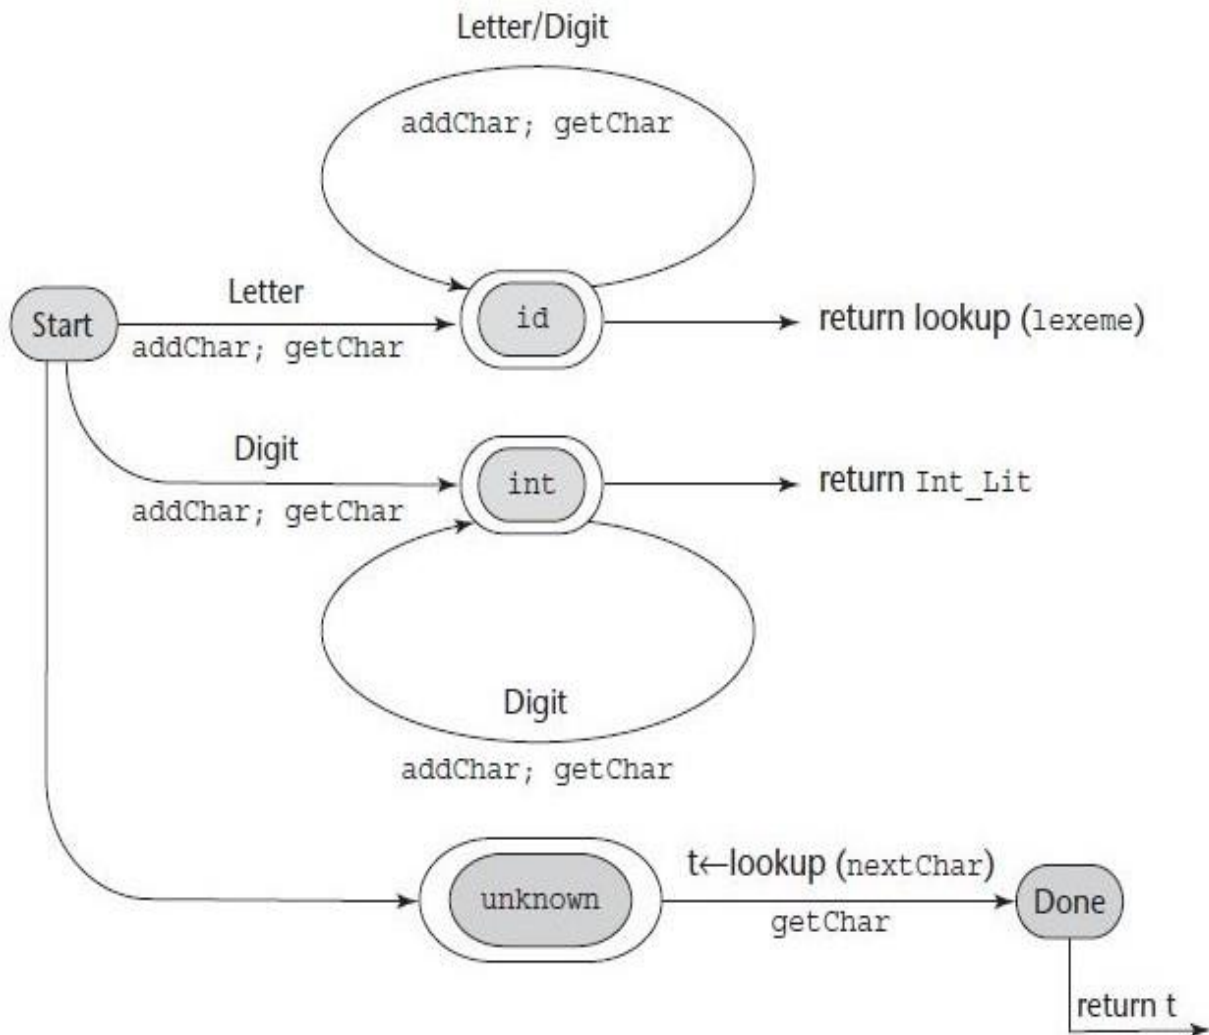 Letter/Digit
addChar; getChar
Start
Letter
addChar; getChar
id
return lookup (lexeme)
Digit
addChar; getChar
int
return Int_Lit
Digit
addChar; getChar
unknown
t←lookup (nextChar)
getChar
Done
return t